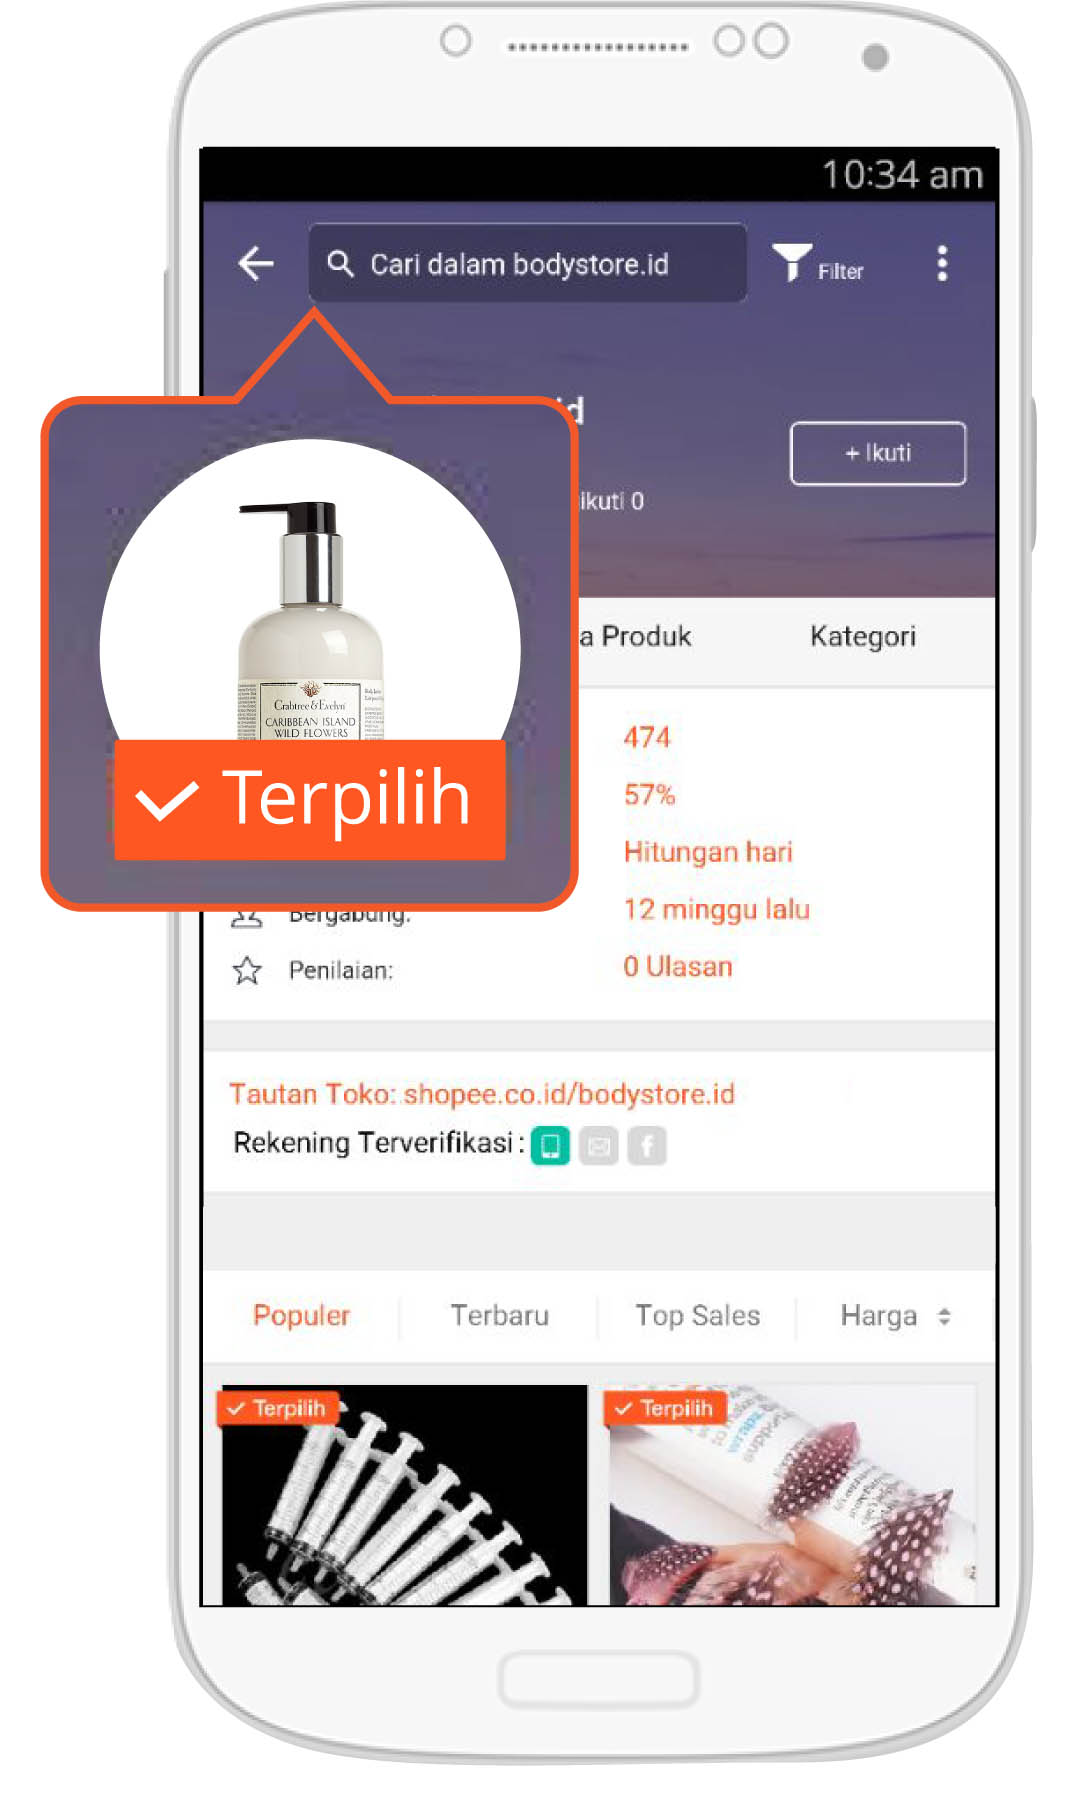 10:34 am
Cari dalam bodystore.id
Filter
id
+ Ikuti
ikuti 0
a Produk
Kategori
Crabtree & Evelyn
CARIBBEAN ISLAND
WILD FLOWERS
Terpilih
474
57%
Hitungan hari
Bergabung:
12 minggu lalu
Penilaian:
0 Ulasan
Tautan Toko: shopee.co.id/bodystore.id
Rekening Terverifikasi :
Populer
Terbaru
Top Sales
Harga
Terpilih
Terpilih